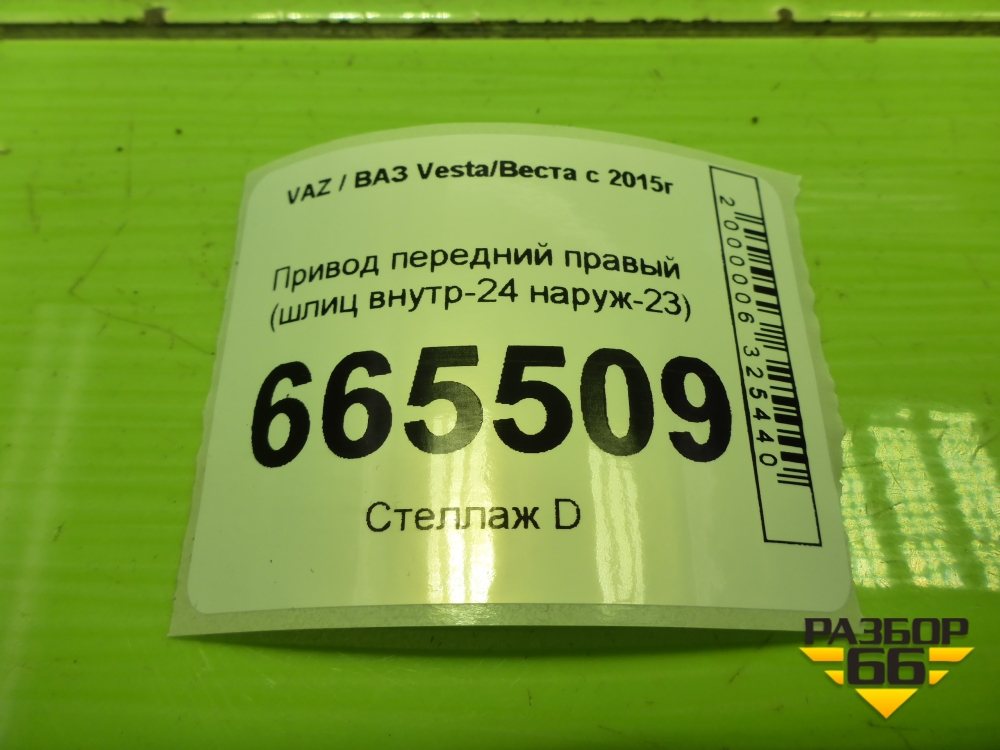 VAZ / ВАЗ Vesta/Веста с 2015г
Привод передний правый
(шлиц внутр-24 наруж-23)
665509
Стеллаж D
2000006325440
РАЗБОР
66